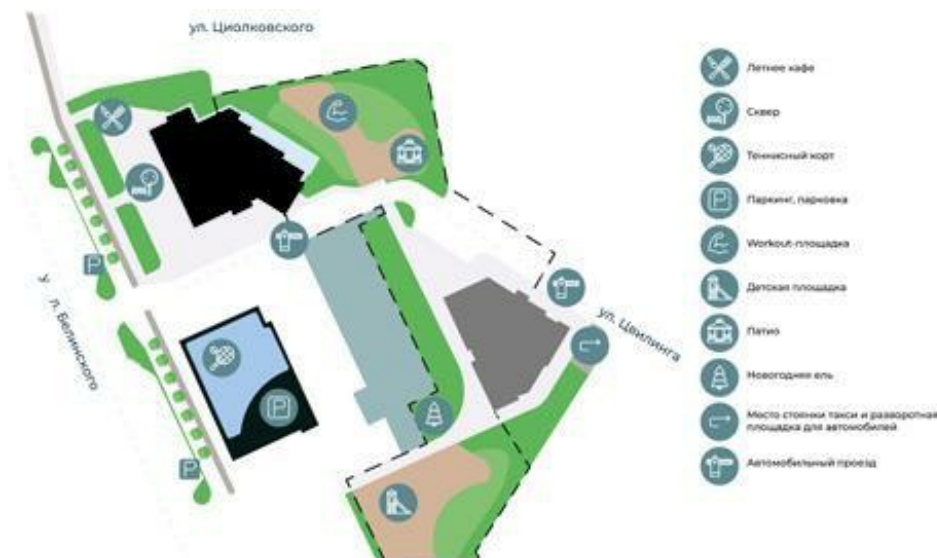 ул. Циолковского
У л. Белинского
ул. Цвилинга
P
P
P
Летнее кафе
Сквер
Теннисный корт
P
Паркинг, парковка
Workout-площадка
Детская площадка
Патио
Новогодняя ель
Место стоянки такси и разворотная
площадка для автомобилей
Автомобильный проезд